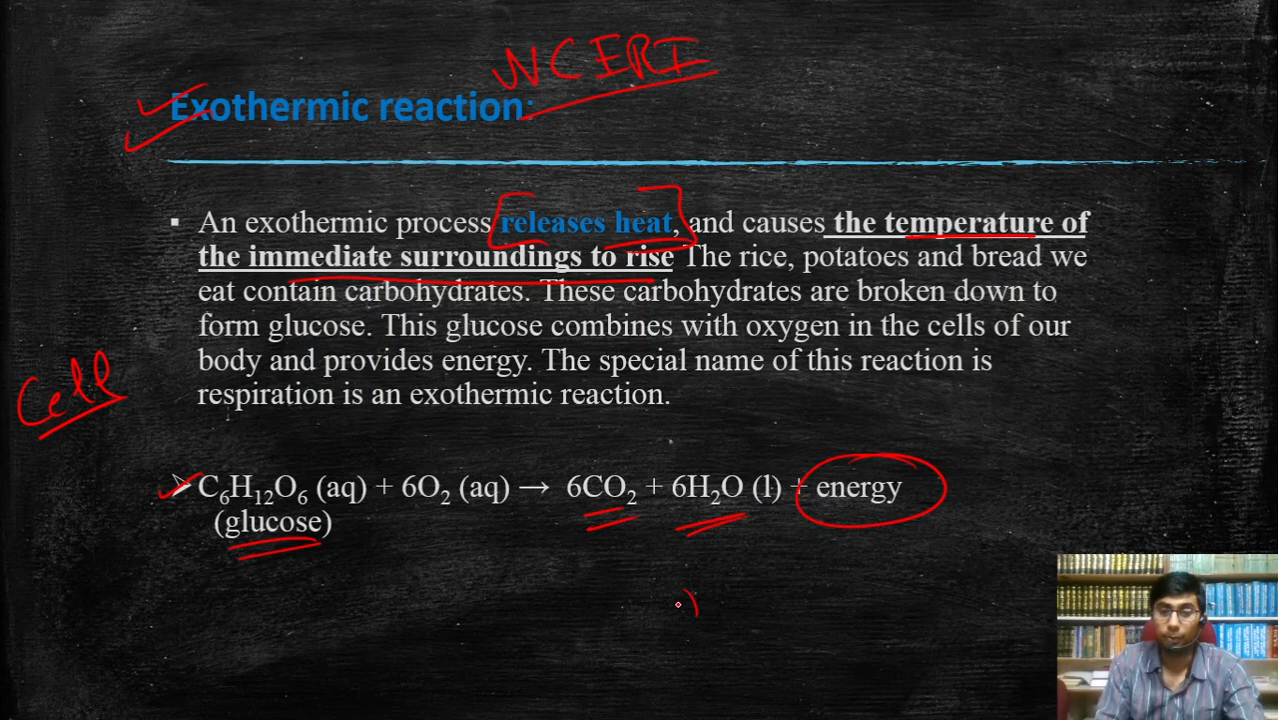 NCERT
Exothermic reaction:
▪ An exothermic process releases heat, and causes the temperature of
the immediate surroundings to rise The rice, potatoes and bread we
eat contain carbohydrates. These carbohydrates are broken down to
form glucose. This glucose combines with oxygen in the cells of our
body and provides energy. The special name of this reaction is
respiration is an exothermic reaction.
Cell
➢ C₆H₁₂O₆ (aq) + 6O₂ (aq) → 6CO₂ + 6H₂O (l) + energy
(glucose)